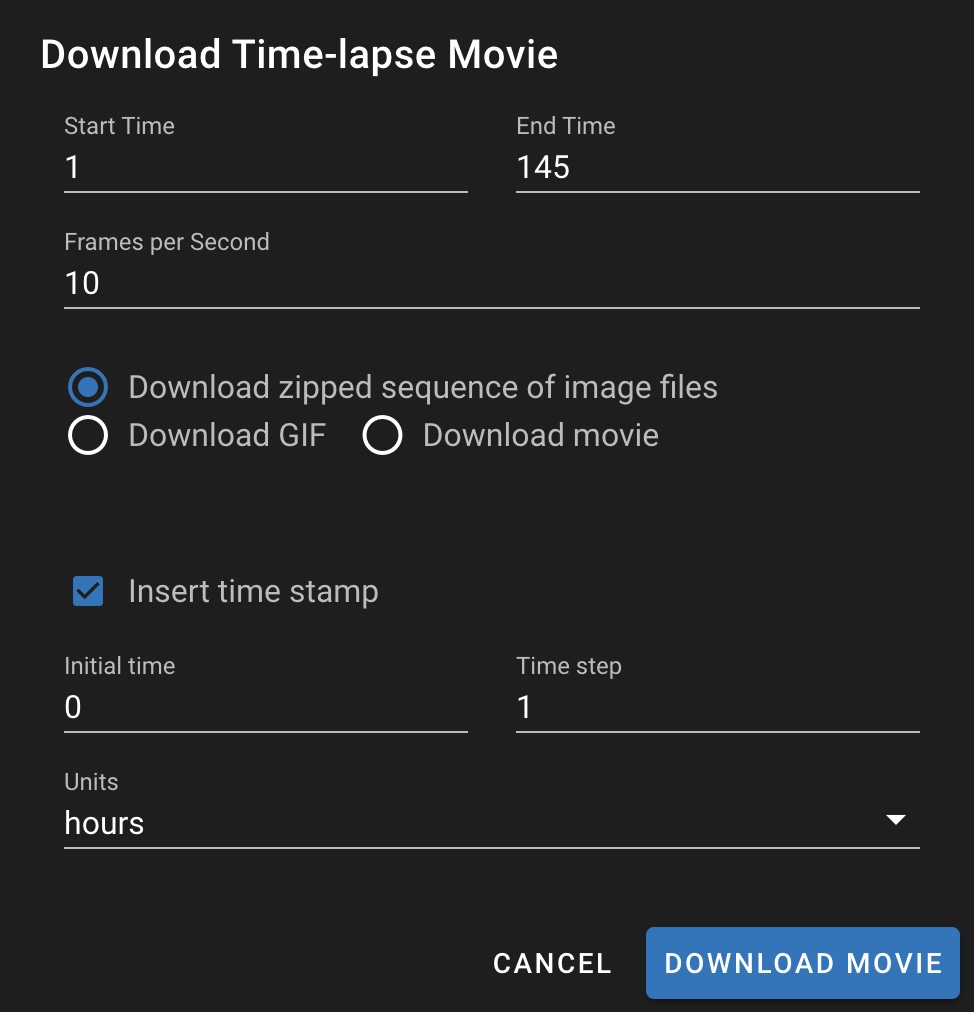 Download Time-lapse Movie
Start Time
End Time
1
145
Frames per Second
10
Download zipped sequence of image files
Download GIF
Download movie
Insert time stamp
Initial time
Time step
0
1
Units
hours
CANCEL
DOWNLOAD MOVIE